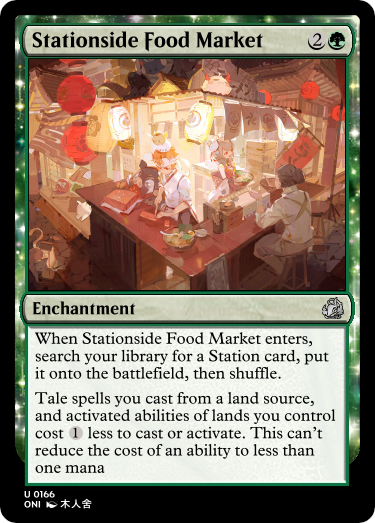 Stationside Food Market 2
Enchantment
When Stationside Food Market enters,
search your library for a Station card, put
it onto the battlefield, then shuffle.
Tale spells you cast from a land source,
and activated abilities of lands you control
cost 1 less to cast or activate. This can't
reduce the cost of an ability to less than
one mana
U 0166
ONI 木人舍